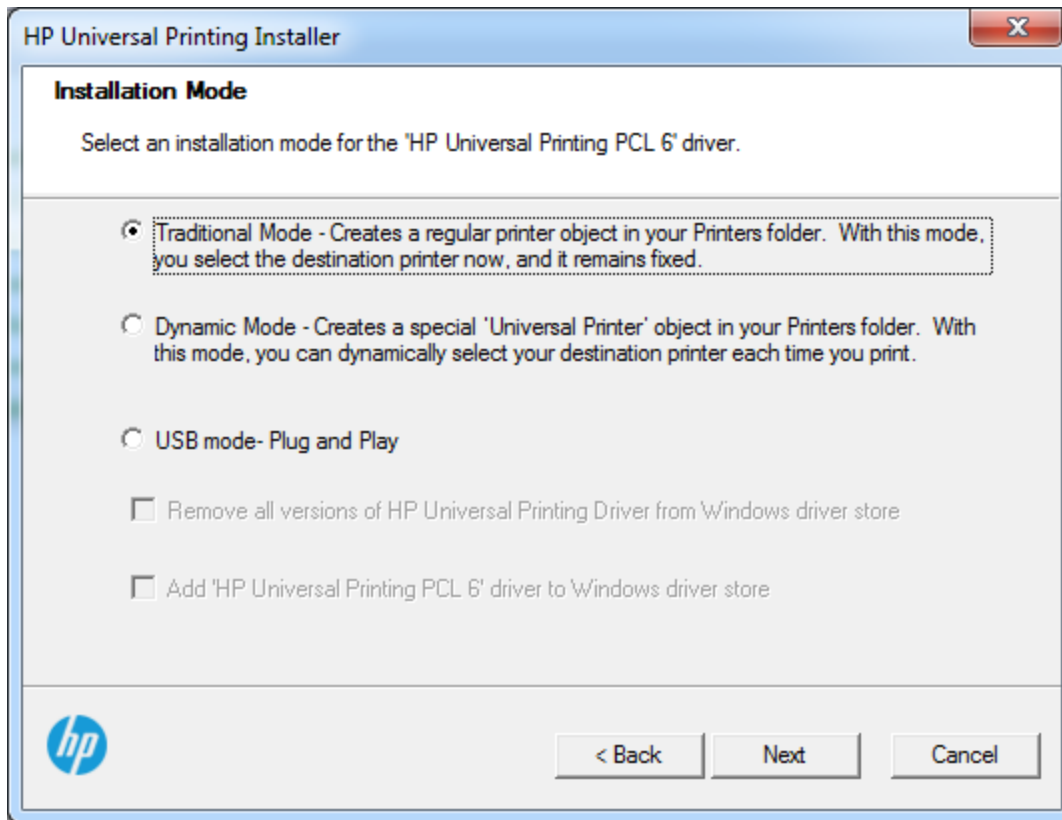 HP Universal Printing Installer
Installation Mode
Select an installation mode for the "HP Universal Printing PCL 6" driver.
Traditional Mode - Creates a regular printer object in your Printers folder.  With this mode,
you select the destination printer now, and it remains fixed.
Dynamic Mode - Creates a special 'Universal Printer' object in your Printers folder.  With
this mode, you can dynamically select your destination printer each time you print.
USB mode- Plug and Play
Remove all versions of HP Universal Printing Driver from Windows driver store
Add 'HP Universal Printing PCL 6' driver to Windows driver store
hp
< Back
Next
Cancel